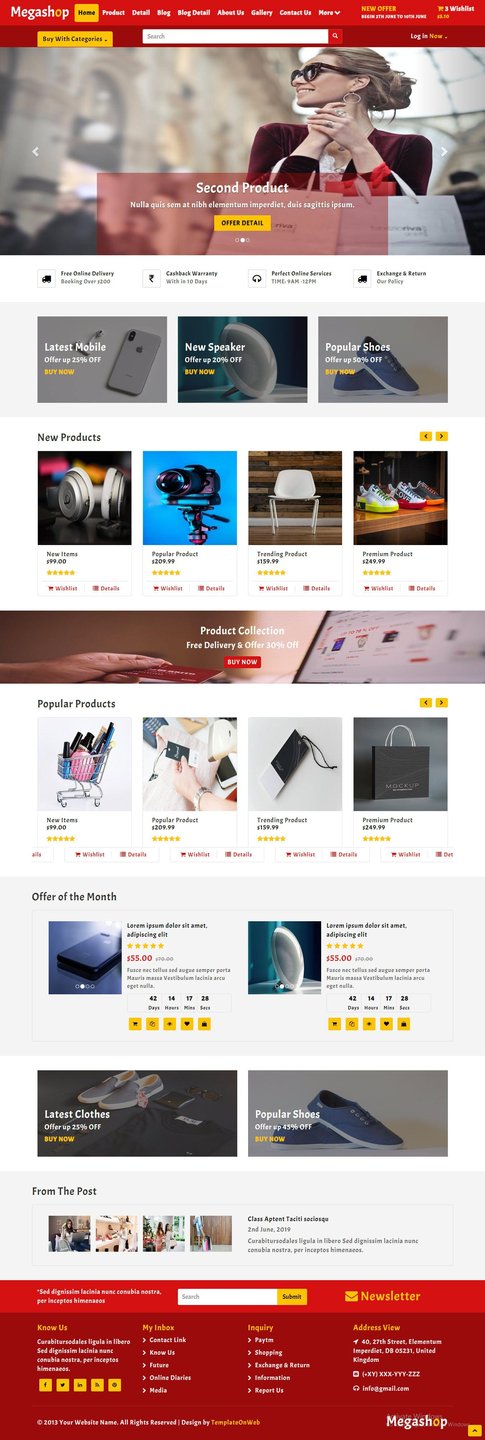 Megashop
Home Product Detail Blog Blog Detail About Us Gallery Contact Us More
NEW OFFER
BEGIN 2TH JUNE TO 10TH JUNE
3 Wishlist
$3.10
Buy With Categories
Search
Log in Now
Second Product
Nulla quis sem at nibh elementum imperdiet, duis sagittis ipsum.
OFFER DETAIL
Free Online Delivery
Booking Over $200
Cashback Warranty
With in 10 Days
Perfect Online Services
TIME: 9AM -12PM
Exchange & Return
Our Policy
Latest Mobile
Offer up 25% OFF
BUY NOW
New Speaker
Offer up 20% OFF
BUY NOW
Popular Shoes
Offer up 50% OFF
BUY NOW
New Products
New Items
$99.00
Wishlist Details
Popular Product
$209.99
Wishlist Details
Trending Product
$159.99
Wishlist Details
Premium Product
$249.99
Wishlist Details
Product Collection
Free Delivery & Offer 30% Off
BUY NOW
Popular Products
MOCKUP
New Items
$99.00
Popular Product
$209.99
Trending Product
$159.99
Premium Product
$249.99
ails Wishlist Details Wishlist Details Wishlist Details Wishlist Det
Offer of the Month
Lorem ipsum dolor sit amet,
adipiscing elit
$55.00 $70.00
Fusce nec tellus sed augue semper porta
Mauris massa Vestibulum lacinia arcu
eget nulla.
42 14 17 28
Days Hours Mins Secs
Lorem ipsum dolor sit amet,
adipiscing elit
$55.00 $70.00
Fusce nec tellus sed augue semper porta
Mauris massa Vestibulum lacinia arcu
eget nulla.
42 14 17 28
Days Hours Mins Secs
Latest Clothes
Offer up 25% OFF
BUY NOW
Popular Shoes
Offer up 45% OFF
BUY NOW
From The Post
Class Aptent Taciti sociosqu
2nd June, 2019
Curabitursodales ligula in libero Sed dignissim lacinia nunc
conubia nostra, per inceptos himenaeos.
"Sed dignissim lacinia nunc conubia nostra,
per inceptos himenaeos
Search
Submit
Newsletter
Know Us
Curabitursodales ligula in libero
Sed dignissim lacinia nunc
conubia nostra, per inceptos
himenaeos.
My Inbox
Contact Link
Know Us
Future
Online Diaries
Media
Inquiry
Paytm
Shopping
Exchange & Return
Information
Report Us
Address View
40, 27th Street, Elementum
Imperdiet, DB 05231, United
Kingdom
(+XY) XXX-YYY-ZZZ
info@gmail.com
© 2013 Your Website Name. All Rights Reserved | Design by TemplateOnWeb
Megashop